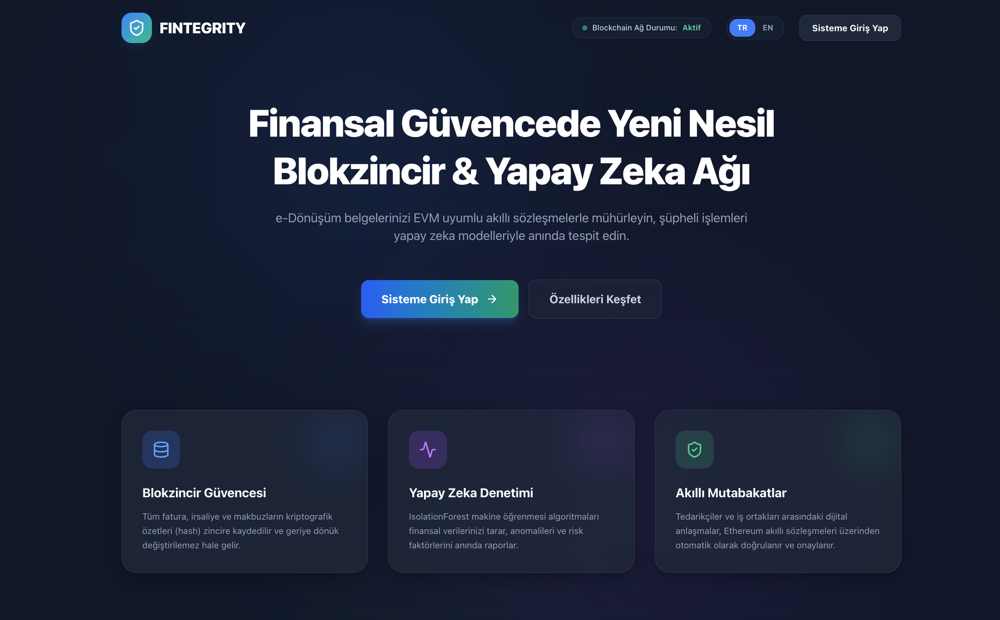 FINTEGRITY
Blockchain Ağ Durumu: Aktif
TR EN
Sisteme Giriş Yap
Finansal Güvencede Yeni Nesil
Blokzincir & Yapay Zeka Ağı
e-Dönüşüm belgelerinizi EVM uyumlu akıllı sözleşmelerle mühürleyin, şüpheli işlemleri
yapay zeka modelleriyle anında tespit edin.
Sisteme Giriş Yap →
Özellikleri Keşfet
Blokzincir Güvencesi
Tüm fatura, irsaliye ve makbuzların kriptografik
özetleri (hash) zincire kaydedilir ve geriye dönük
değiştirilemez hale gelir.
Yapay Zeka Denetimi
IsolationForest makine öğrenmesi algoritmaları
finansal verilerinizi tarar, anomalileri ve risk
faktörlerini anında raporlar.
Akıllı Mutabakatlar
Tedarikçiler ve iş ortakları arasındaki dijital
anlaşmalar, Ethereum akıllı sözleşmeleri üzerinden
otomatik olarak doğrulanır ve onaylanır.